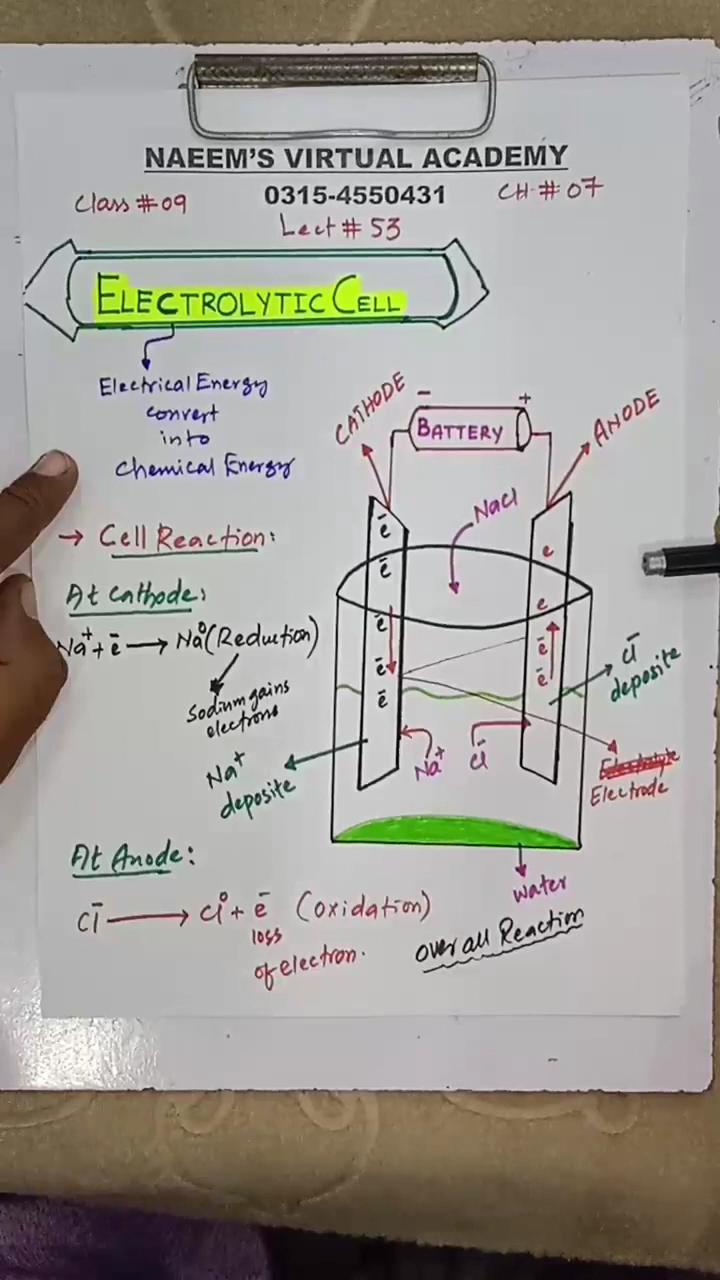 NAEEM'S VIRTUAL ACADEMY
Class # 09
0315-4550431
CH # 07
Lect # 53
ELECTROLYTIC CELL
Electrical Energy
convert
into
Chemical Energy
CATHODE
- BATTERY +
ANODE
NaCl
→ Cell Reaction:
At Cathode:
Na⁺ + e⁻ → Na⁰ (Reduction)
Sodium gains
electrons
e⁻
e⁻
e⁻
e⁻
e⁻
e
e
e⁻
e⁻
Cl⁻
deposite
Na⁺
deposite
Na⁺
Cl⁻
Electrode
water
At Anode:
Cl⁻ → Cl⁰ + e⁻ (oxidation)
loss
of electron.
overall Reaction